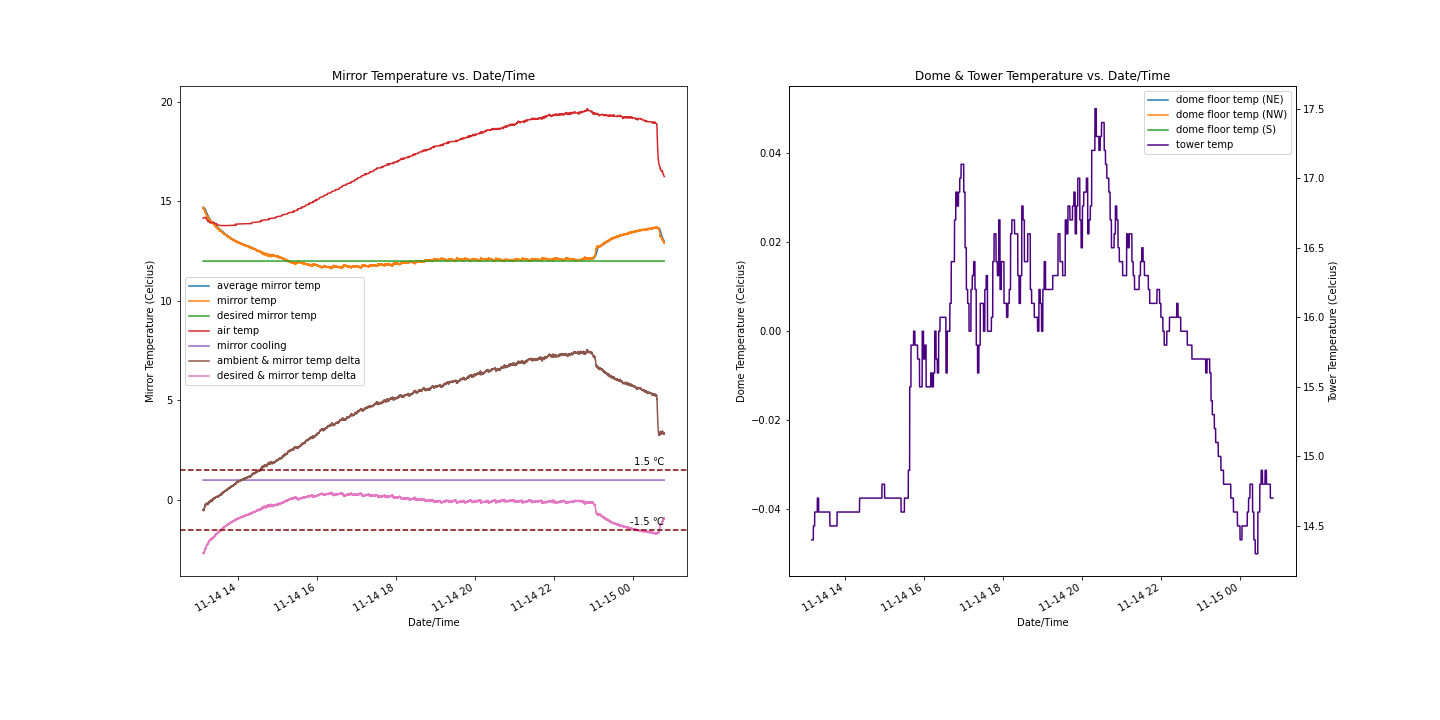 Mirror Temperature vs. Date/Time
Mirror Temperature (Celcius)
20
15
10
5
0
average mirror temp
mirror temp
desired mirror temp
air temp
mirror cooling
ambient & mirror temp delta
desired & mirror temp delta
1.5 °C
-1.5 °C
11-14 14
11-14 16
11-14 18
11-14 20
11-14 22
11-15 00
Date/Time
Dome & Tower Temperature vs. Date/Time
Dome Temperature (Celcius)
0.04
0.02
0.00
−0.02
−0.04
dome floor temp (NE)
dome floor temp (NW)
dome floor temp (S)
tower temp
17.5
17.0
16.5
16.0
15.5
15.0
14.5
Tower Temperature (Celcius)
11-14 14
11-14 16
11-14 18
11-14 20
11-14 22
11-15 00
Date/Time